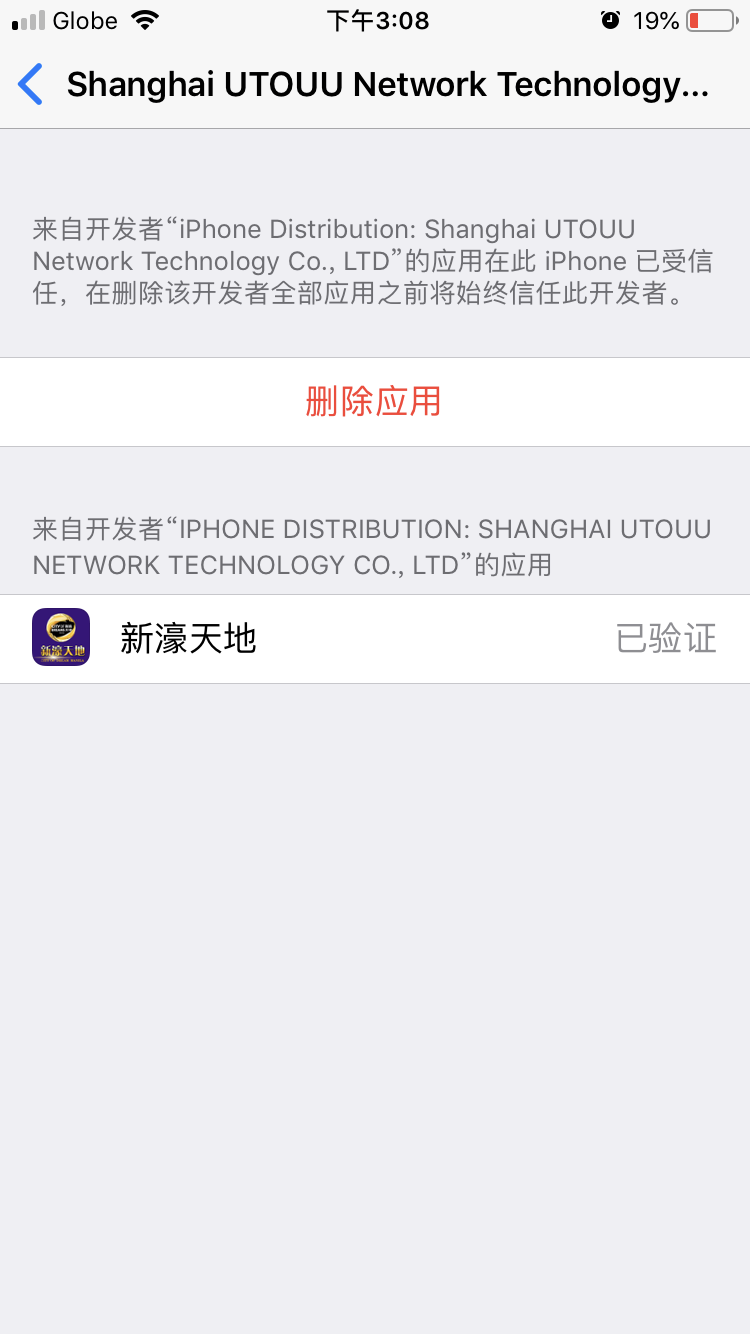 Globe 下午3:08 19%
Shanghai UTOUU Network Technology...
来自开发者“iPhone Distribution: Shanghai UTOUU
Network Technology Co., LTD”的应用在此 iPhone 已受信
任，在删除该开发者全部应用之前将始终信任此开发者。
删除应用
来自开发者“IPHONE DISTRIBUTION: SHANGHAI UTOUU
NETWORK TECHNOLOGY CO., LTD”的应用
新濠天地
新濠天地 已验证